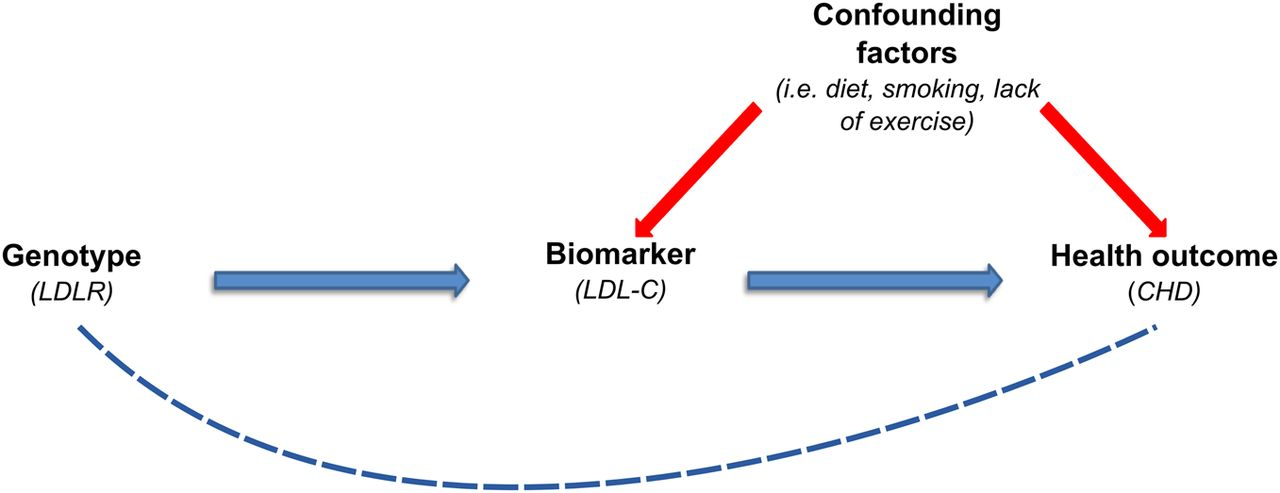 Confounding
factors
(i.e. diet, smoking, lack
of exercise)
Genotype
(LDLR)
Biomarker
(LDL-C)
Health outcome
(CHD)